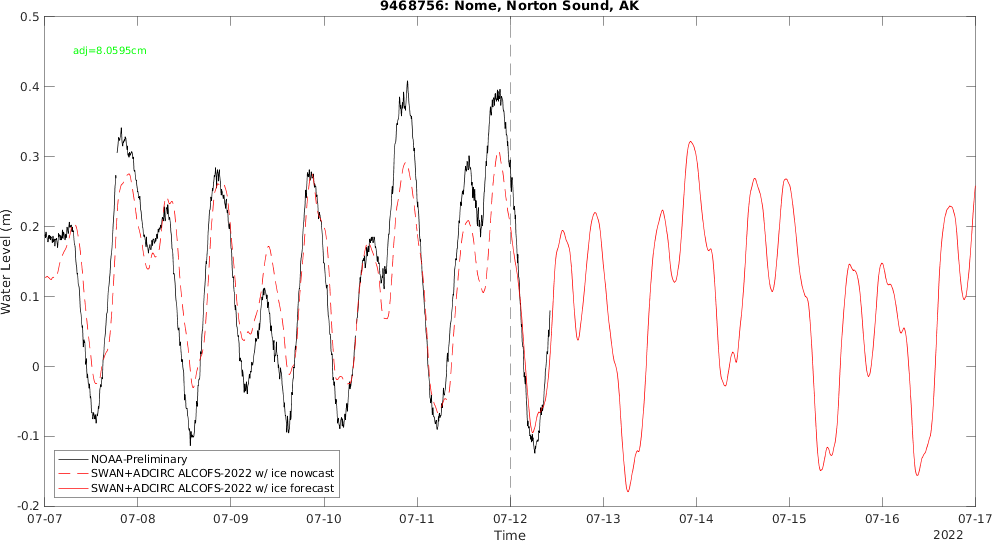 9468756: Nome, Norton Sound, AK
adj=8.0595cm
Water Level (m)
0.5
0.4
0.3
0.2
0.1
0
-0.1
-0.2
NOAA-Preliminary
SWAN+ADCIRC ALCOFS-2022 w/ ice nowcast
SWAN+ADCIRC ALCOFS-2022 w/ ice forecast
07-07 07-08 07-09 07-10 07-11 07-12 07-13 07-14 07-15 07-16 07-17
Time
2022